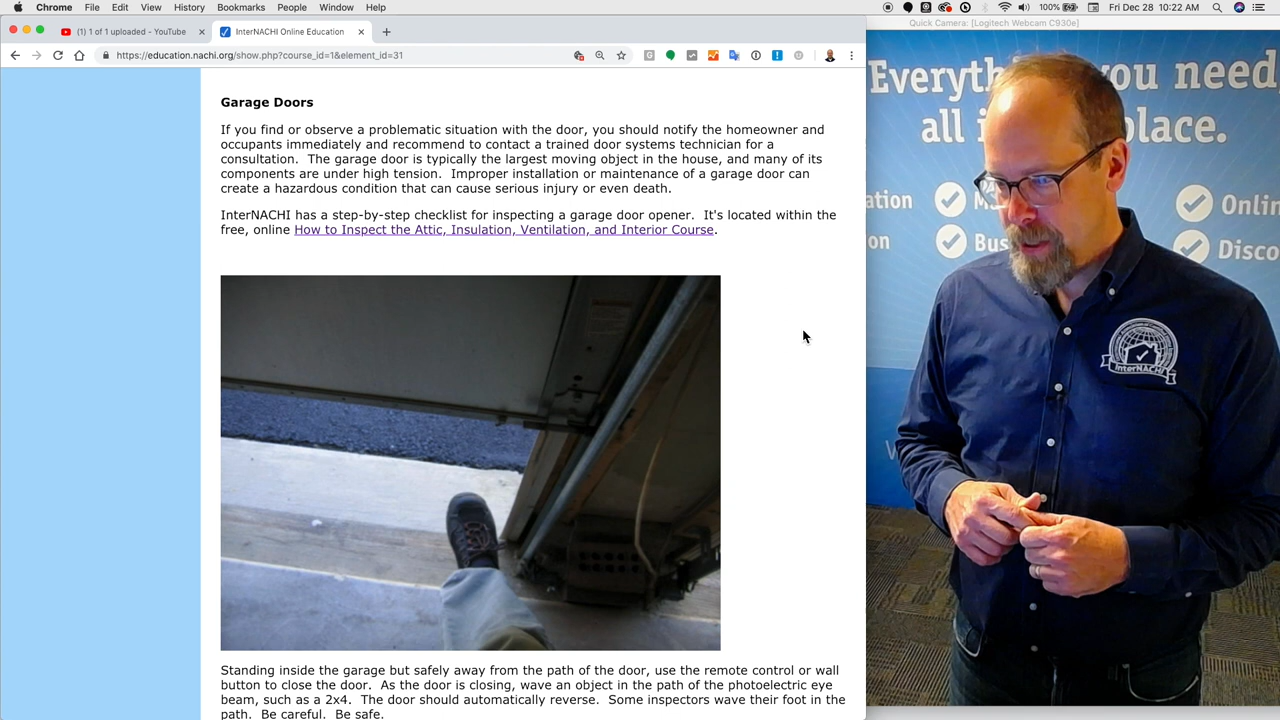 Chrome File Edit View History Bookmarks People Window Help
100% Fri Dec 28 10:22 AM
(1) 1 of 1 uploaded - YouTube
InterNACHI Online Education
Quick Camera: [Logitech Webcam C930e]
https://education.nachi.org/show.php?course_id=1&element_id=31
Garage Doors
If you find or observe a problematic situation with the door, you should notify the homeowner and
occupants immediately and recommend to contact a trained door systems technician for a
consultation. The garage door is typically the largest moving object in the house, and many of its
components are under high tension. Improper installation or maintenance of a garage door can
create a hazardous condition that can cause serious injury or even death.
InterNACHI has a step-by-step checklist for inspecting a garage door opener. It's located within the
free, online How to Inspect the Attic, Insulation, Ventilation, and Interior Course.
Standing inside the garage but safely away from the path of the door, use the remote control or wall
button to close the door. As the door is closing, wave an object in the path of the photoelectric eye
beam, such as a 2x4. The door should automatically reverse. Some inspectors wave their foot in the
path. Be careful. Be safe.
you need,
all i place.
ation M Onlin
on Bus Disco
InterNACHI